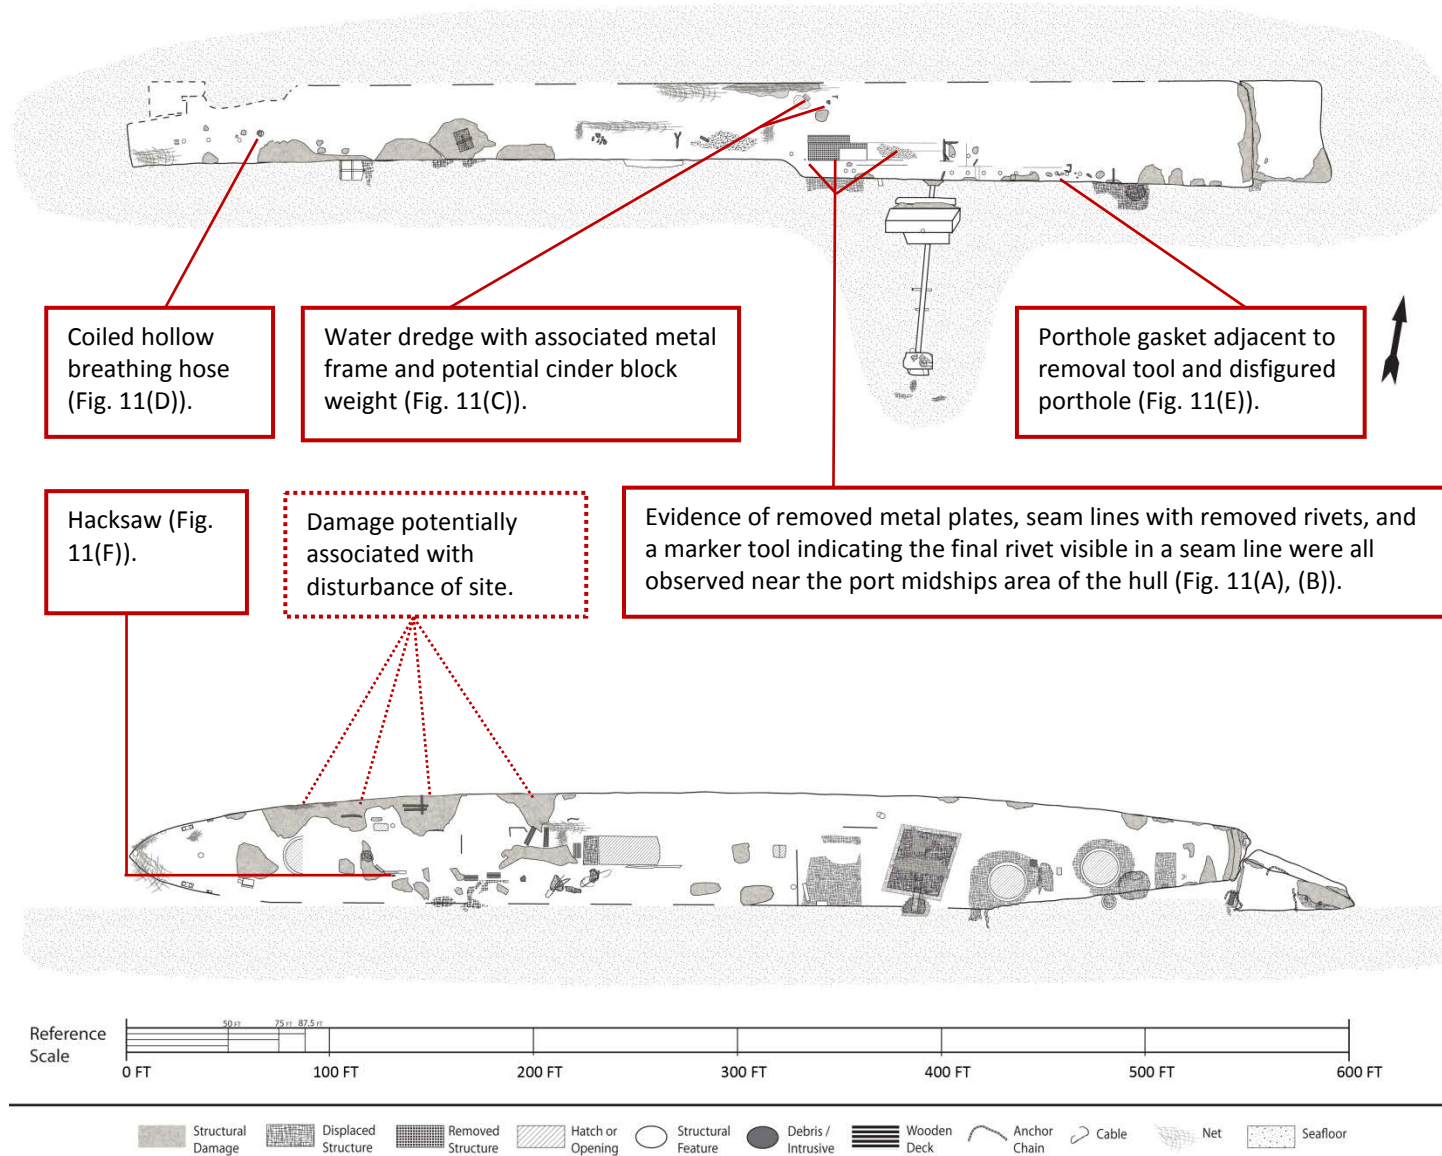 Coiled hollow
breathing hose
(Fig. 11(D)).
Water dredge with associated metal
frame and potential cinder block
weight (Fig. 11(C)).
Porthole gasket adjacent to
removal tool and disfigured
porthole (Fig. 11(E)).
Hacksaw (Fig.
11(F)).
Damage potentially
associated with
disturbance of site.
Evidence of removed metal plates, seam lines with removed rivets, and
a marker tool indicating the final rivet visible in a seam line were all
observed near the port midships area of the hull (Fig. 11(A), (B)).
Reference
Scale
50 FT 75 FT 87.5 FT
0 FT 100 FT 200 FT 300 FT 400 FT 500 FT 600 FT
Structural
Damage
Displaced
Structure
Removed
Structure
Hatch or
Opening
Structural
Feature
Debris /
Intrusive
Wooden
Deck
Anchor
Chain
Cable
Net
Seafloor